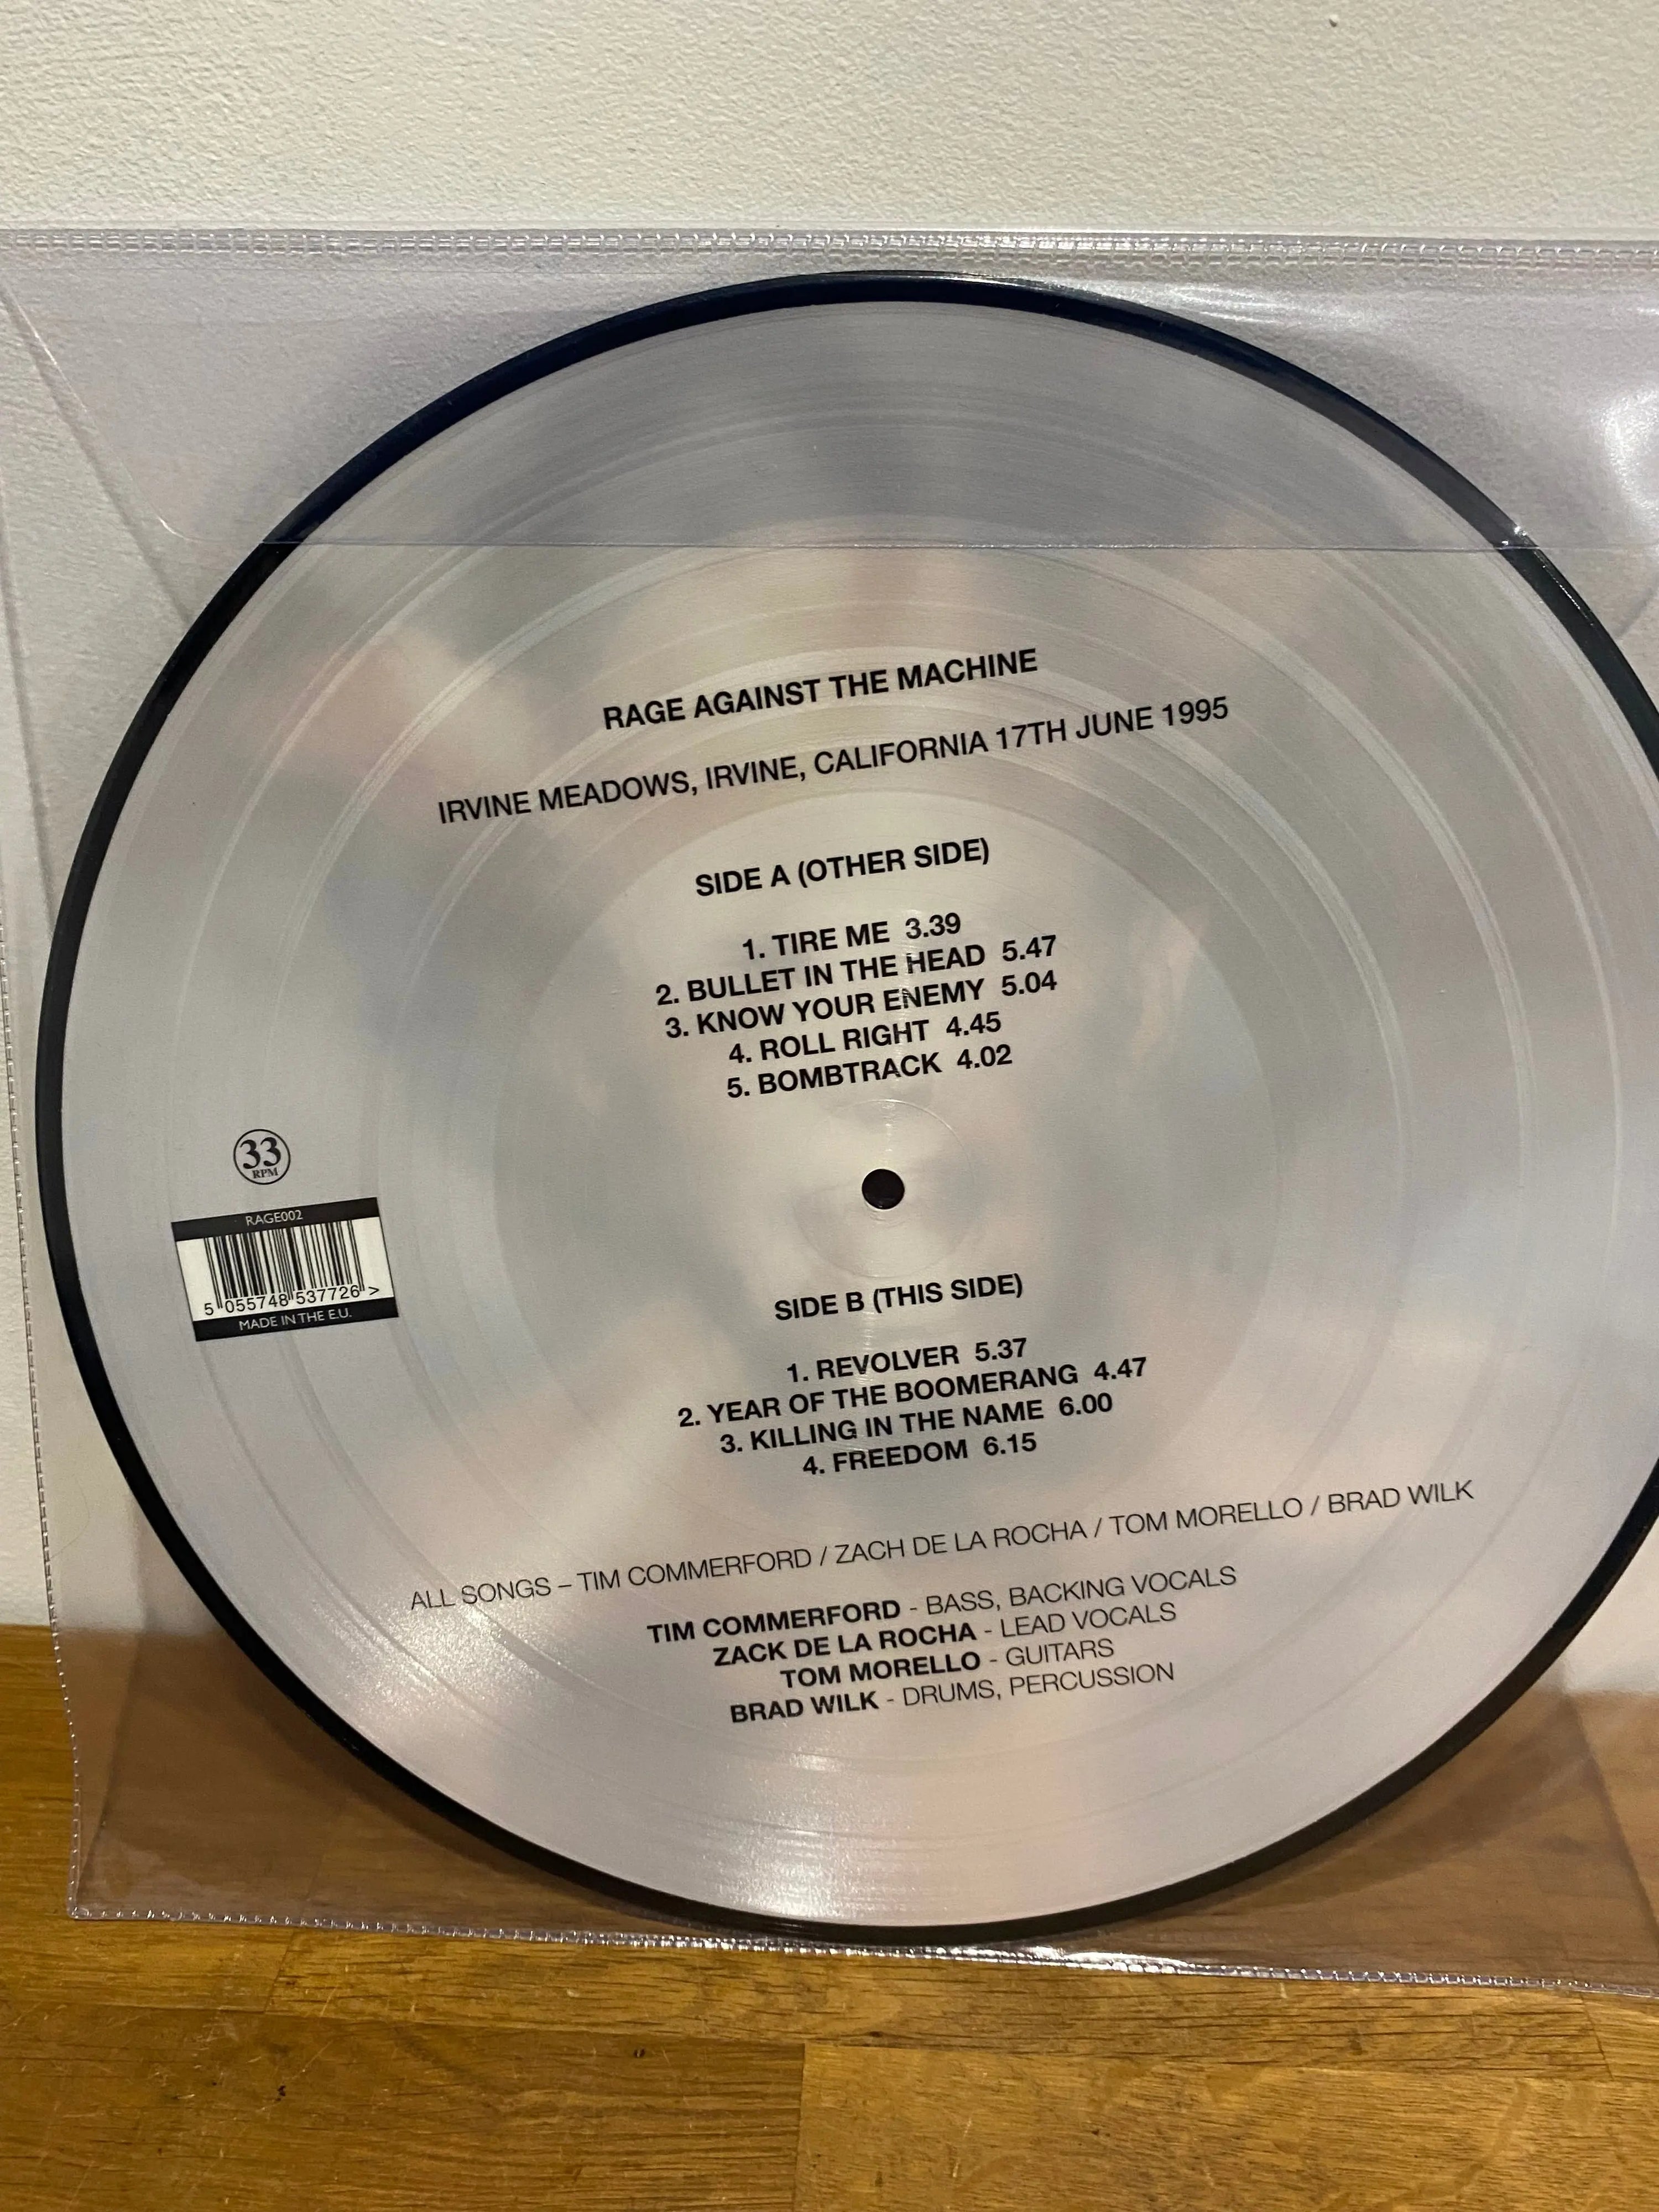 RAGE AGAINST THE MACHINE
IRVINE MEADOWS, IRVINE, CALIFORNIA 17TH JUNE 1995
SIDE A (OTHER SIDE)
1. TIRE ME 3.39
2. BULLET IN THE HEAD 5.47
3. KNOW YOUR ENEMY 5.04
4. ROLL RIGHT 4.45
5. BOMBTRACK 4.02
33
RPM
RAGE002
5 055748 537726 >
MADE IN THE E.U.
SIDE B (THIS SIDE)
1. REVOLVER 5.37
2. YEAR OF THE BOOMERANG 4.47
3. KILLING IN THE NAME 6.00
4. FREEDOM 6.15
ALL SONGS – TIM COMMERFORD / ZACH DE LA ROCHA / TOM MORELLO / BRAD WILK
TIM COMMERFORD - BASS, BACKING VOCALS
ZACK DE LA ROCHA - LEAD VOCALS
TOM MORELLO - GUITARS
BRAD WILK - DRUMS, PERCUSSION